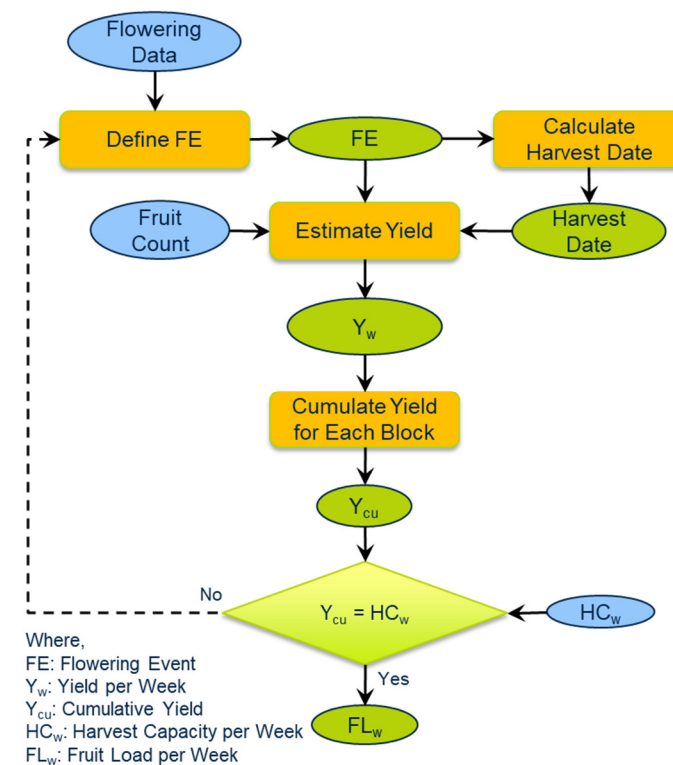 Flowering
Data
Define FE
FE
Calculate
Harvest Date
Fruit
Count
Estimate Yield
Harvest
Date
Yw
Cumulate Yield
for Each Block
Ycu
No
Ycu = HCw
HCw
Yes
FLw
Where,
FE: Flowering Event
Yw: Yield per Week
Ycu: Cumulative Yield
HCw: Harvest Capacity per Week
FLw: Fruit Load per Week